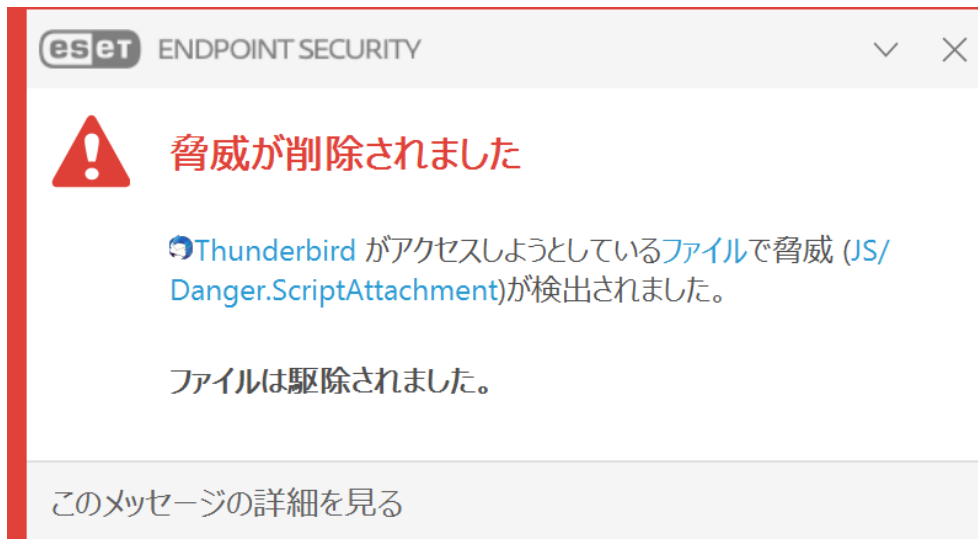 eset ENDPOINT SECURITY
脅威が削除されました
Thunderbird がアクセスしようとしているファイルで脅威 (JS/
Danger.ScriptAttachment)が検出されました。
ファイルは駆除されました。
このメッセージの詳細を見る